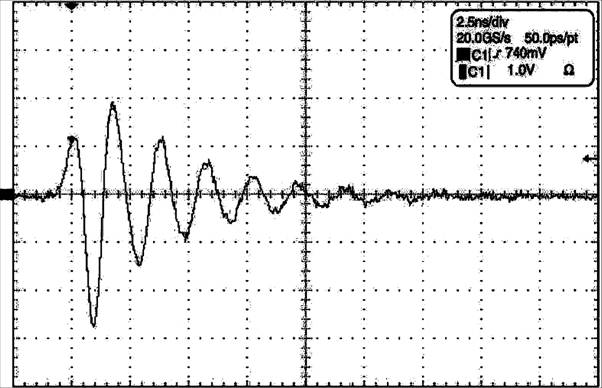 2.5ns/div
20.0GS/s 50.0ps/pt
C1 740mV
C1 1.0V Ω